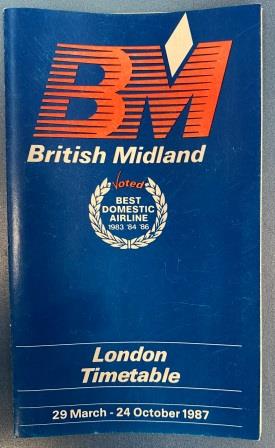 BM
British Midland
Voted
BEST
DOMESTIC
AIRLINE
1983 '84 '86
London
Timetable
29 March - 24 October 1987